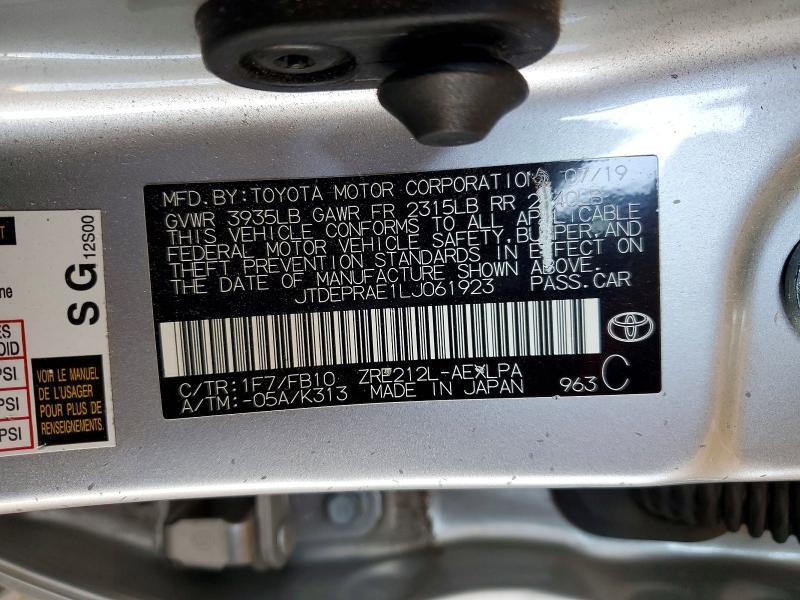 MFD. BY: TOYOTA MOTOR CORPORATION 07/19
GVWR 3935LB GAWR FR 2315LB RR
THIS VEHICLE CONFORMS TO ALL APPLICABLE
FEDERAL MOTOR VEHICLE SAFETY, BUMPER, AND
THEFT PREVENTION STANDARDS IN EFFECT ON
THE DATE OF MANUFACTURE SHOWN ABOVE.
JTDEPRAE1LJ061923 PASS. CAR
C/TR: 1F7/FB10 ZRE212L-AEXLPA
A/TM: -05A/K313 MADE IN JAPAN
963 C
SG
12S00
VOIR LE MANUEL
DE L'USAGER
POUR PLUS DE
RENSEIGNEMENTS.
PSI
PSI